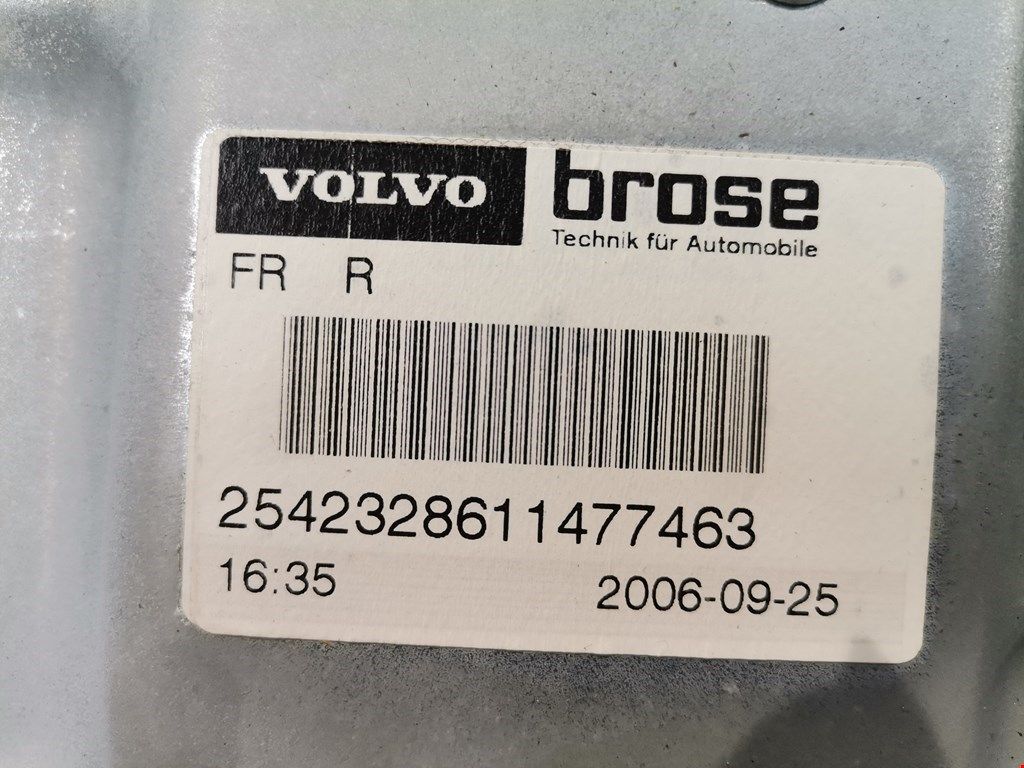 VOLVO brose
Technik für Automobile
FR R
2542328611477463
16:35 2006-09-25